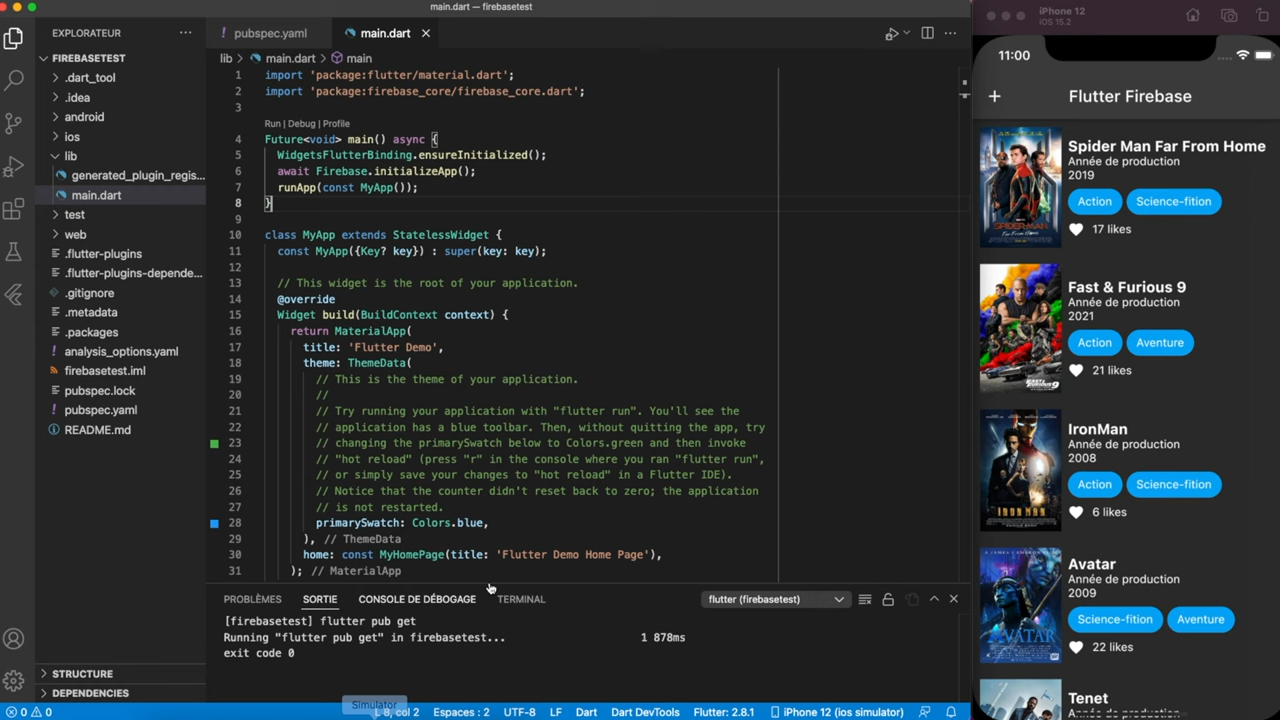 main.dart — firebasetest
EXPLORATEUR
FIREBASETEST
.dart_tool
.idea
android
ios
lib
generated_plugin_regis...
main.dart
test
web
.flutter-plugins
.flutter-plugins-depende...
.gitignore
.metadata
.packages
analysis_options.yaml
firebasetest.iml
pubspec.lock
pubspec.yaml
README.md
STRUCTURE
DEPENDENCIES
pubspec.yaml
main.dart
lib > main.dart > main
1 import 'package:flutter/material.dart';
2 import 'package:firebase_core/firebase_core.dart';
3
Run | Debug | Profile
4 Future<void> main() async {
5 WidgetsFlutterBinding.ensureInitialized();
6 await Firebase.initializeApp();
7 runApp(const MyApp());
8 }
9
10 class MyApp extends StatelessWidget {
11 const MyApp({Key? key}) : super(key: key);
12
13 // This widget is the root of your application.
14 @override
15 Widget build(BuildContext context) {
16 return MaterialApp(
17 title: 'Flutter Demo',
18 theme: ThemeData(
19 // This is the theme of your application.
20 //
21 // Try running your application with "flutter run". You'll see the
22 // application has a blue toolbar. Then, without quitting the app, try
23 // changing the primarySwatch below to Colors.green and then invoke
24 // "hot reload" (press "r" in the console where you ran "flutter run",
25 // or simply save your changes to "hot reload" in a Flutter IDE).
26 // Notice that the counter didn't reset back to zero; the application
27 // is not restarted.
28 primarySwatch: Colors.blue,
29 ), // ThemeData
30 home: const MyHomePage(title: 'Flutter Demo Home Page'),
31 ); // MaterialApp
PROBLÈMES SORTIE CONSOLE DE DÉBOGAGE TERMINAL
flutter (firebasetest)
[firebasetest] flutter pub get
Running "flutter pub get" in firebasetest... 1 878ms
exit code 0
Simulator
0 0 L 8, col 2 Espaces : 2 UTF-8 LF Dart Dart DevTools Flutter: 2.8.1 iPhone 12 (ios simulator)
iPhone 12
iOS 15.2
11:00
+ Flutter Firebase
Spider Man Far From Home
Année de production
2019
Action Science-fition
17 likes
Fast & Furious 9
Année de production
2021
Action Aventure
21 likes
IronMan
Année de production
2008
Action Science-fition
6 likes
IRON MAN
Avatar
Année de production
2009
Science-fition Aventure
22 likes
AVATAR
Tenet